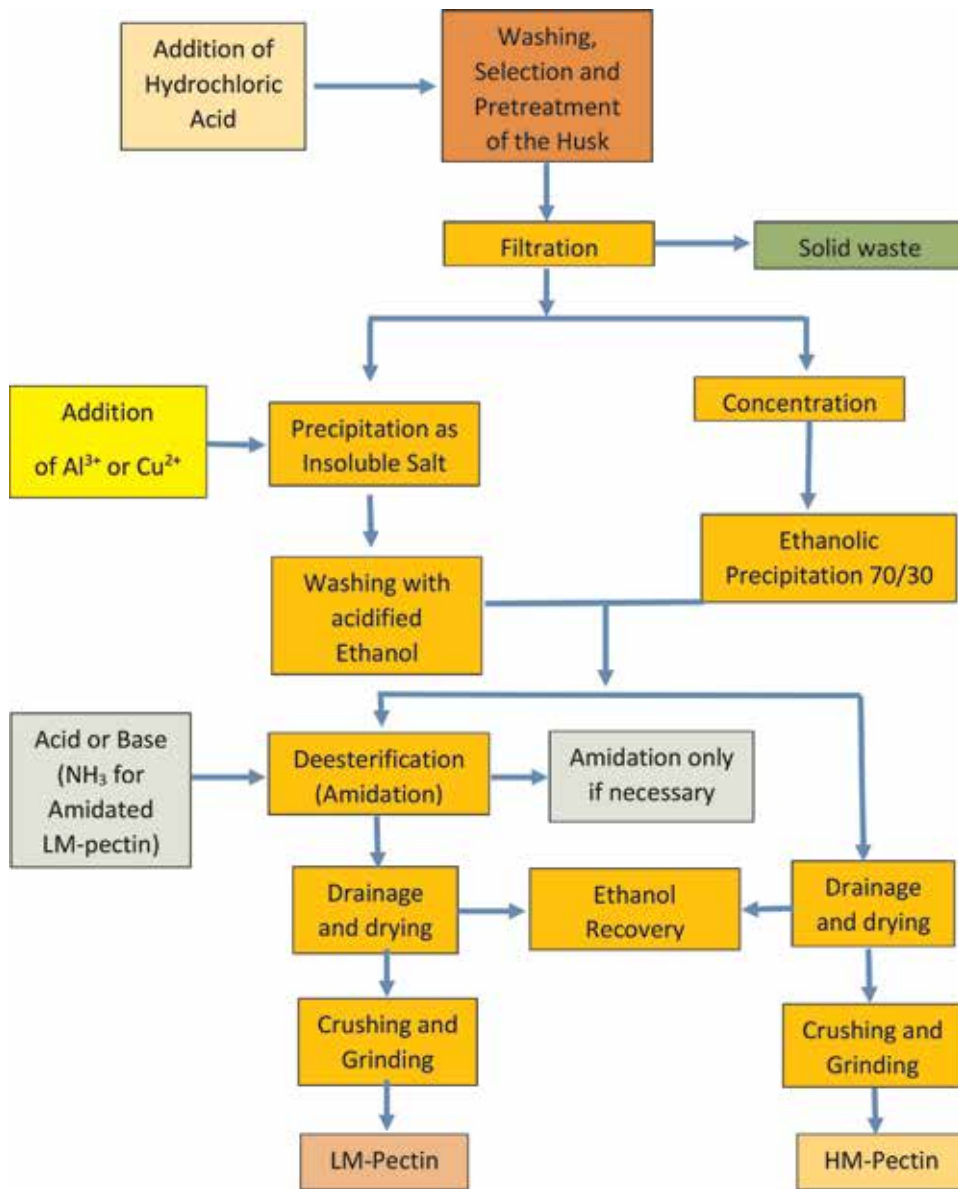 Addition of
Hydrochloric
Acid
Washing,
Selection and
Pretreatment
of the Husk
Filtration
Solid waste
Addition
of Al³⁺ or Cu²⁺
Precipitation as
Insoluble Salt
Concentration
Washing with
acidified
Ethanol
Ethanolic
Precipitation 70/30
Acid or Base
(NH₃ for
Amidated
LM-pectin)
Deesterification
(Amidation)
Amidation only
if necessary
Drainage
and drying
Ethanol
Recovery
Drainage
and drying
Crushing and
Grinding
Crushing and
Grinding
LM-Pectin
HM-Pectin